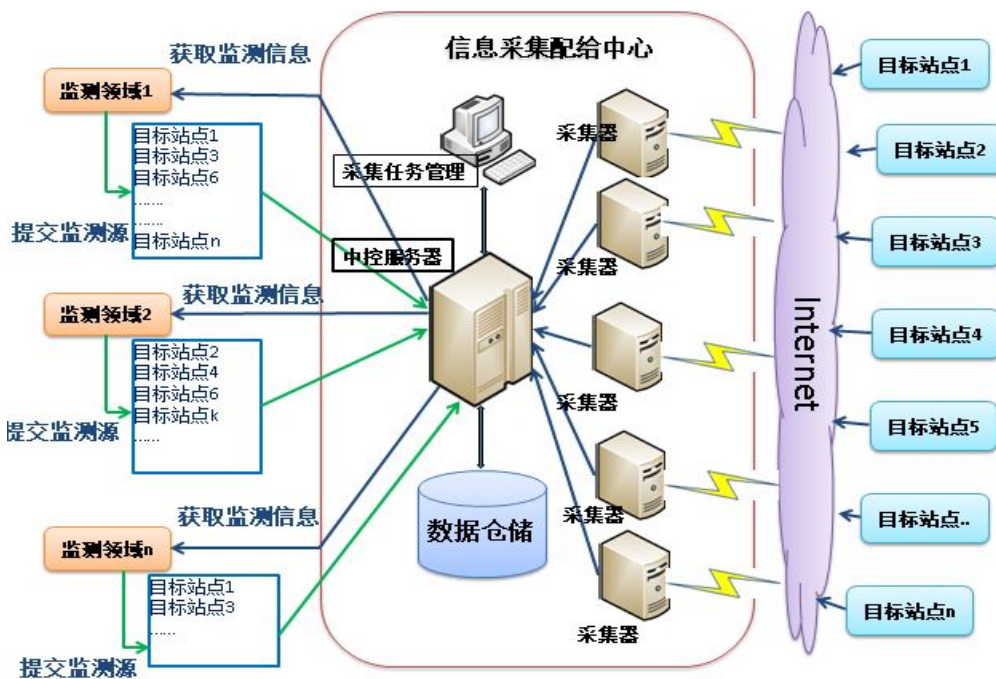 信息采集配给中心
获取监测信息
监测领域1
目标站点1
目标站点3
目标站点6
.......
.......
目标站点n
提交监测源
获取监测信息
监测领域2
目标站点2
目标站点4
目标站点6
目标站点k
......
提交监测源
获取监测信息
监测领域n
目标站点1
目标站点3
......
提交监测源
采集任务管理
中控服务器
数据仓储
采集器
采集器
采集器
采集器
采集器
Internet
目标站点1
目标站点2
目标站点3
目标站点4
目标站点5
目标站点..
目标站点n